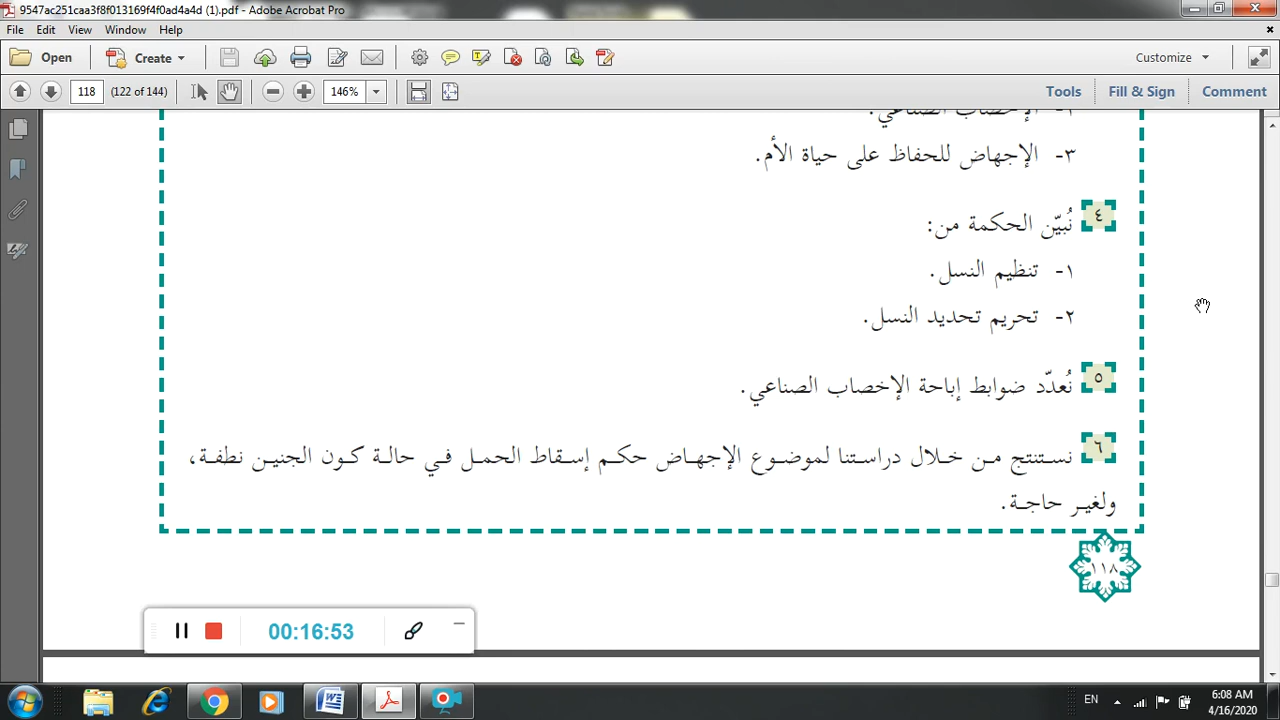 9547ac251caa3f8f013169f4f0ad4a4d (1).pdf - Adobe Acrobat Pro
File Edit View Window Help
Open Create Customize
118 (122 of 144) 146% Tools Fill & Sign Comment
الإخصاب الصناعي.
٣- الإجهاض للحفاظ على حياة الأم.
٤ نُبيّن الحكمة من:
١- تنظيم النسل.
٢- تحريم تحديد النسل.
٥ نُعدّد ضوابط إباحة الإخصاب الصناعي.
٦ نستنتج من خلال دراستنا لموضوع الإجهاض حكم إسقاط الحمل في حالة كون الجنين نطفة،
ولغير حاجة.
١١٨
00:16:53
EN 6:08 AM
4/16/2020